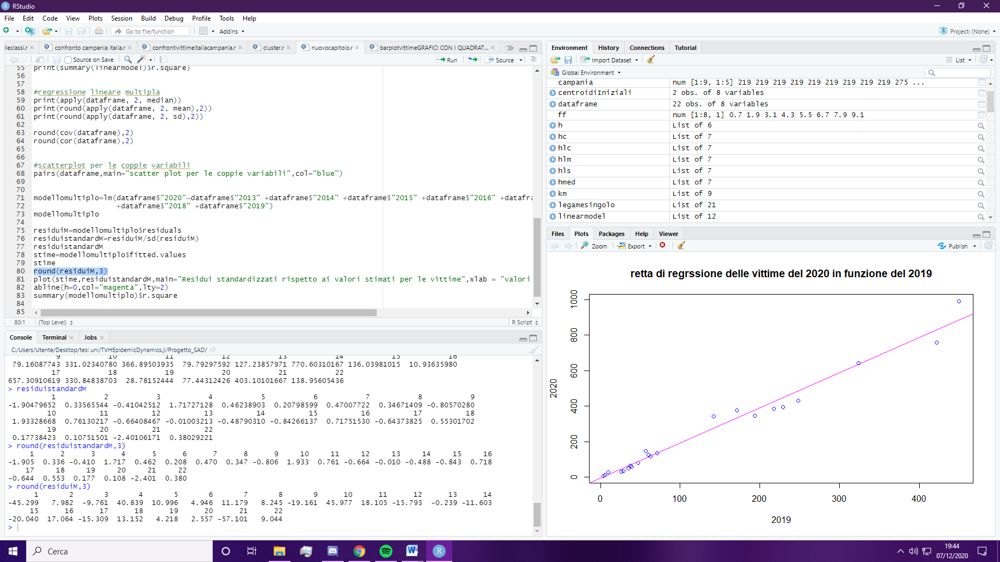 RStudio
File Edit Code View Plots Session Build Debug Profile Tools Help
Go to file/function Addins Project: (None)
lleclassi.r confronto campania italia.r confrontivittimeitaliacampania.r cluster.r nuovocapitolo.r barplotvittimeGRAFICI CON I QUADRAT...
Source on Save Run Source
55 print(summary(linearmodel)$r.square)
56
57
58 #regressione lineare multipla
59 print(apply(dataframe, 2, median))
60 print(round(apply(dataframe, 2, mean),2))
61 print(round(apply(dataframe, 2, sd),2))
62
63 round(cov(dataframe),2)
64 round(cor(dataframe),2)
65
66
67 #scatterplot per le coppie variabili
68 pairs(dataframe,main="scatter plot per le coppie variabili",col="blue")
69
70
71 modellomultiplo=lm(dataframe$"2020"~dataframe$"2013" +dataframe$"2014" +dataframe$"2015" +dataframe$"2016" +datafra
72 +dataframe$"2018" +dataframe$"2019")
73 modellomultiplo
74
75 residuiM=modellomultiplo$residuals
76 residuistandardM=residuiM/sd(residuiM)
77 residuistandardM
78 stime=modellomultiplo$fitted.values
79 stime
80 round(residuiM,3)
81 plot(stime,residuistandardM,main="Residui standardizzati rispetto ai valori stimati per le vittime",xlab = "valori
82 abline(h=0,col="magenta",lty=2)
83 summary(modellomultiplo)$r.square
84
85
80:1 (Top Level) R Script
Console Terminal Jobs
C:/Users/Utente/Desktop/tesi uni/TVHEpidemicDynamics.jl/Progetto_SAD/
9 10 11 12 13 14 15 16
79.16087743 331.02340780 366.89503935 79.79297592 127.23857971 770.60310167 136.03981015 10.93635980
17 18 19 20 21 22
657.30910619 330.84838703 28.78152444 77.44312426 403.10101667 138.95605436
> residuistandardM
1 2 3 4 5 6 7 8 9
-1.90479652 0.33565544 -0.41042512 1.71727128 0.46238903 0.20798599 0.47007722 0.34671409 -0.80570280
10 11 12 13 14 15 16 17 18
1.93328668 0.76130217 -0.66408467 -0.01003213 -0.48790310 -0.84266137 0.71751530 -0.64373825 0.55301702
19 20 21 22
0.17738423 0.10751501 -2.40106171 0.38029221
> round(residuistandardM,3)
1 2 3 4 5 6 7 8 9 10 11 12 13 14 15 16
-1.905 0.336 -0.410 1.717 0.462 0.208 0.470 0.347 -0.806 1.933 0.761 -0.664 -0.010 -0.488 -0.843 0.718
17 18 19 20 21 22
-0.644 0.553 0.177 0.108 -2.401 0.380
> round(residuiM,3)
1 2 3 4 5 6 7 8 9 10 11 12 13 14
-45.299 7.982 -9.761 40.839 10.996 4.946 11.179 8.245 -19.161 45.977 18.105 -15.793 -0.239 -11.603
15 16 17 18 19 20 21 22
-20.040 17.064 -15.309 13.152 4.218 2.557 -57.101 9.044
>
Environment History Connections Tutorial
Import Dataset List
Global Environment
campania num [1:9, 1:5] 219 219 219 219 219 219 219 219 219 275 ...
centroidiIniziali 2 obs. of 8 variables
dataframe 22 obs. of 8 variables
ff num [1:8, 1] 0.7 1.9 3.1 4.3 5.5 6.7 7.9 9.1
h List of 6
hc List of 7
hlc List of 7
hlm List of 7
hls List of 7
hmed List of 7
km List of 9
legamesingolo List of 21
linearmodel List of 12
Files Plots Packages Help Viewer
Zoom Export Publish
retta di regrssione delle vittime del 2020 in funzione del 2019
1000
800
600
400
200
0
2020
0 100 200 300 400
2019
Cerca
19:44
07/12/2020